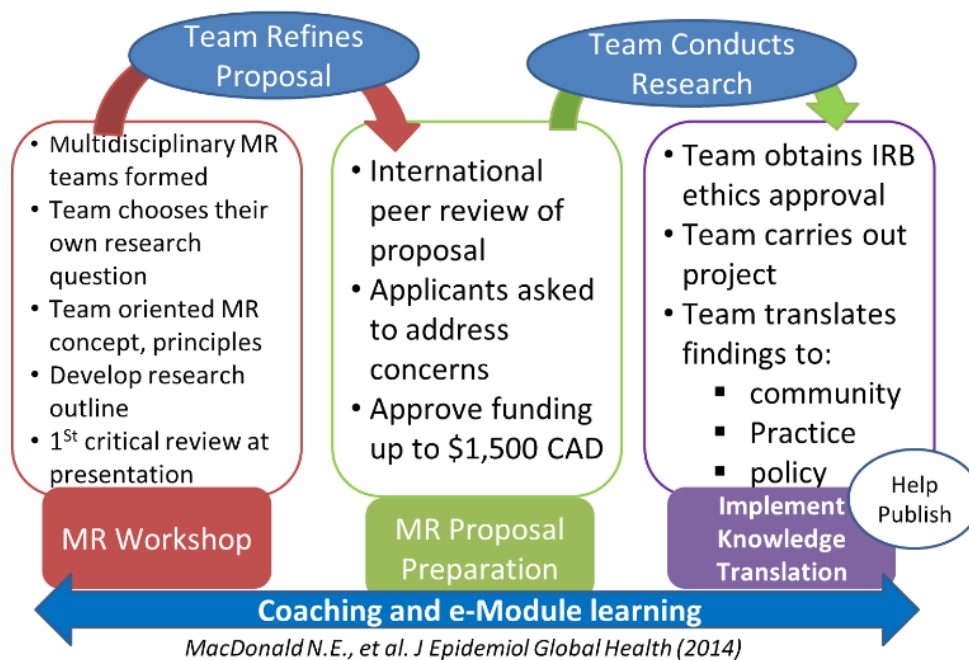 Team Refines
Proposal
Team Conducts
Research
• Multidisciplinary MR
teams formed
• Team chooses their
own research
question
• Team oriented MR
concept, principles
• Develop research
outline
• 1St critical review at
presentation
MR Workshop
• International
peer review of
proposal
• Applicants asked
to address
concerns
• Approve funding
up to $1,500 CAD
MR Proposal
Preparation
• Team obtains IRB
ethics approval
• Team carries out
project
• Team translates
findings to:
▪ community
▪ Practice
▪ policy
Implement
Knowledge
Translation
Help
Publish
Coaching and e-Module learning
MacDonald N.E., et al. J Epidemiol Global Health (2014)